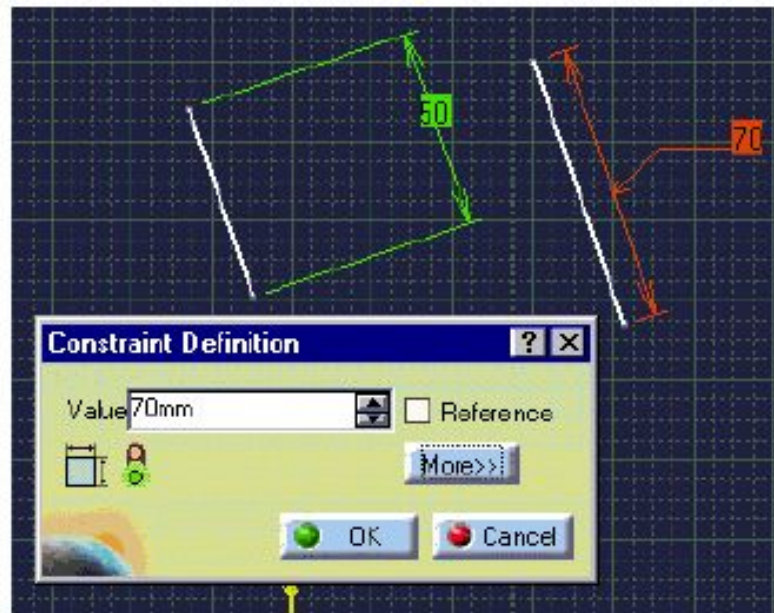 50
70
Constraint Definition
? X
Value 70mm
Reference
More>>
OK
Cancel